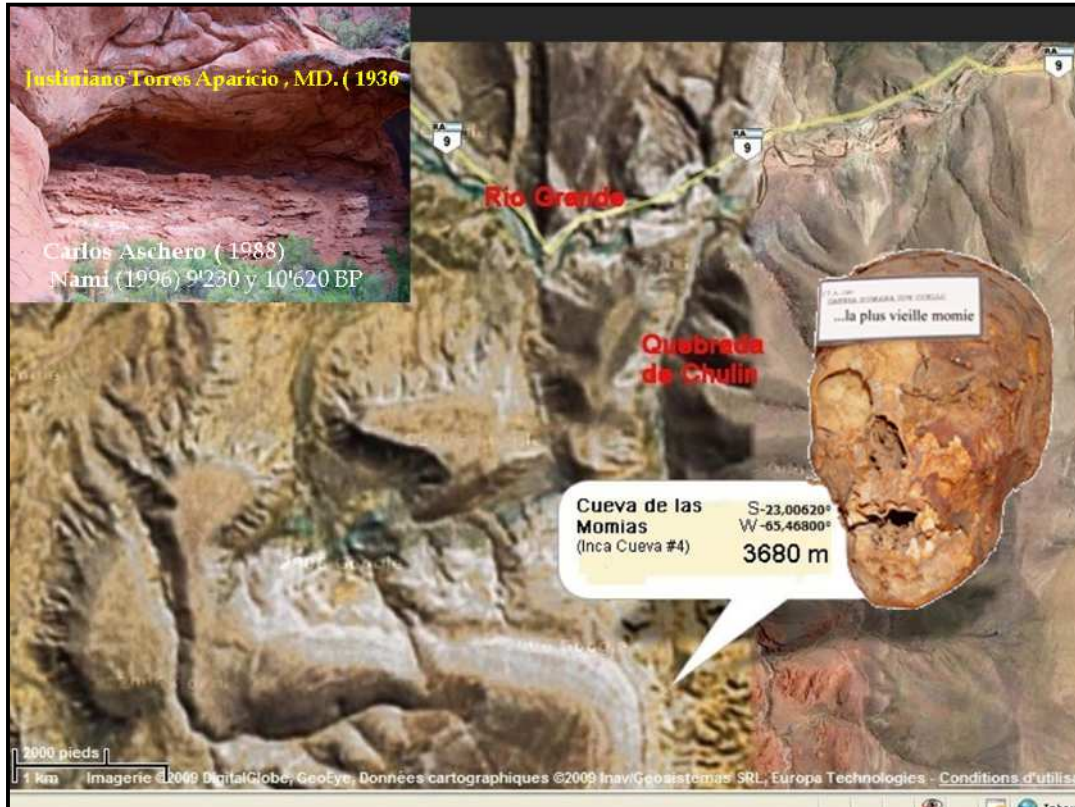 Justiniano Torres Aparicio , MD. ( 1936
Carlos Aschero ( 1988)
Nami (1996) 9'230 y 10'620 BP
RA
9
RA
9
RA
9
Rio Grande
Quebrada
de Chulin
...la plus vieille momie
Cueva de las
Momias
(Inca Cueva #4)
S-23,00620°
W-65,46800°
3680 m
2000 pieds
1 km
Imagerie ©2009 DigitalGlobe, GeoEye, Données cartographiques ©2009 Inav/Geosistemas SRL, Europa Technologies - Conditions d'utilisa